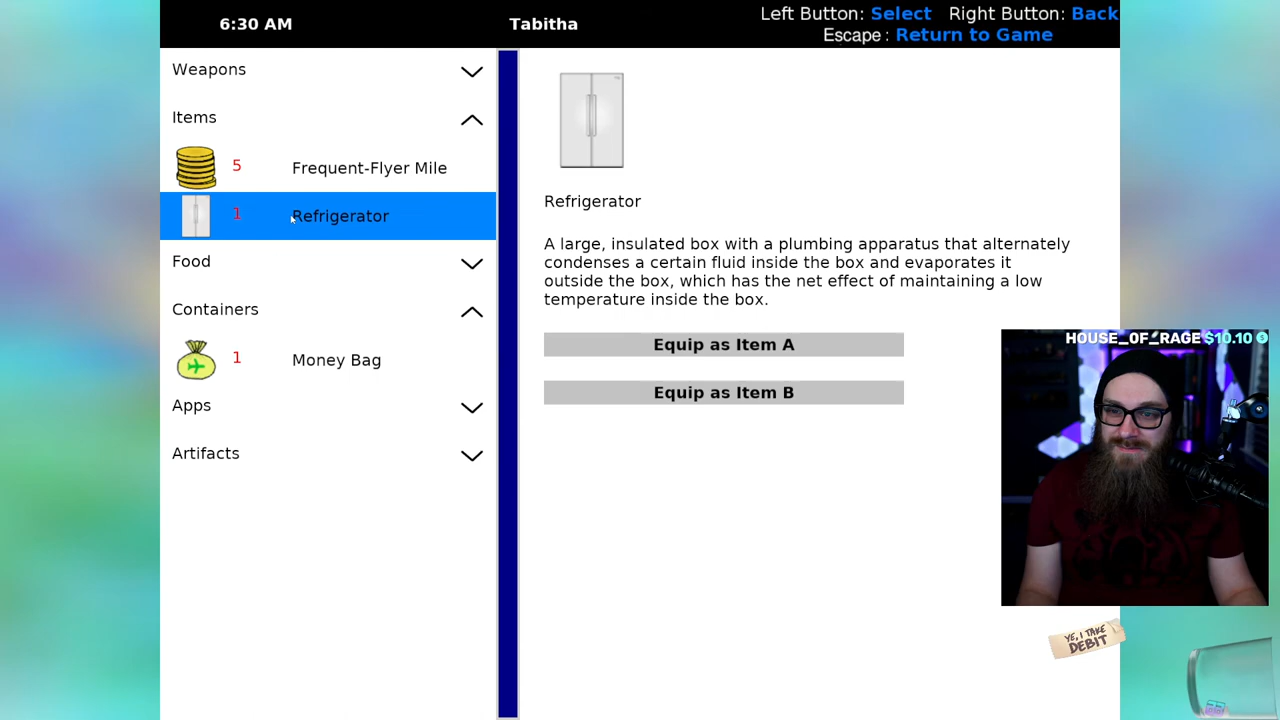 6:30 AM
Tabitha
Left Button: Select Right Button: Back
Escape : Return to Game
Weapons
Items
5 Frequent-Flyer Mile
1 Refrigerator
Food
Containers
1 Money Bag
Apps
Artifacts
Refrigerator
A large, insulated box with a plumbing apparatus that alternately
condenses a certain fluid inside the box and evaporates it
outside the box, which has the net effect of maintaining a low
temperature inside the box.
Equip as Item A
Equip as Item B
HOUSE_OF_RAGE $10.10
YE, I TAKE
DEBIT